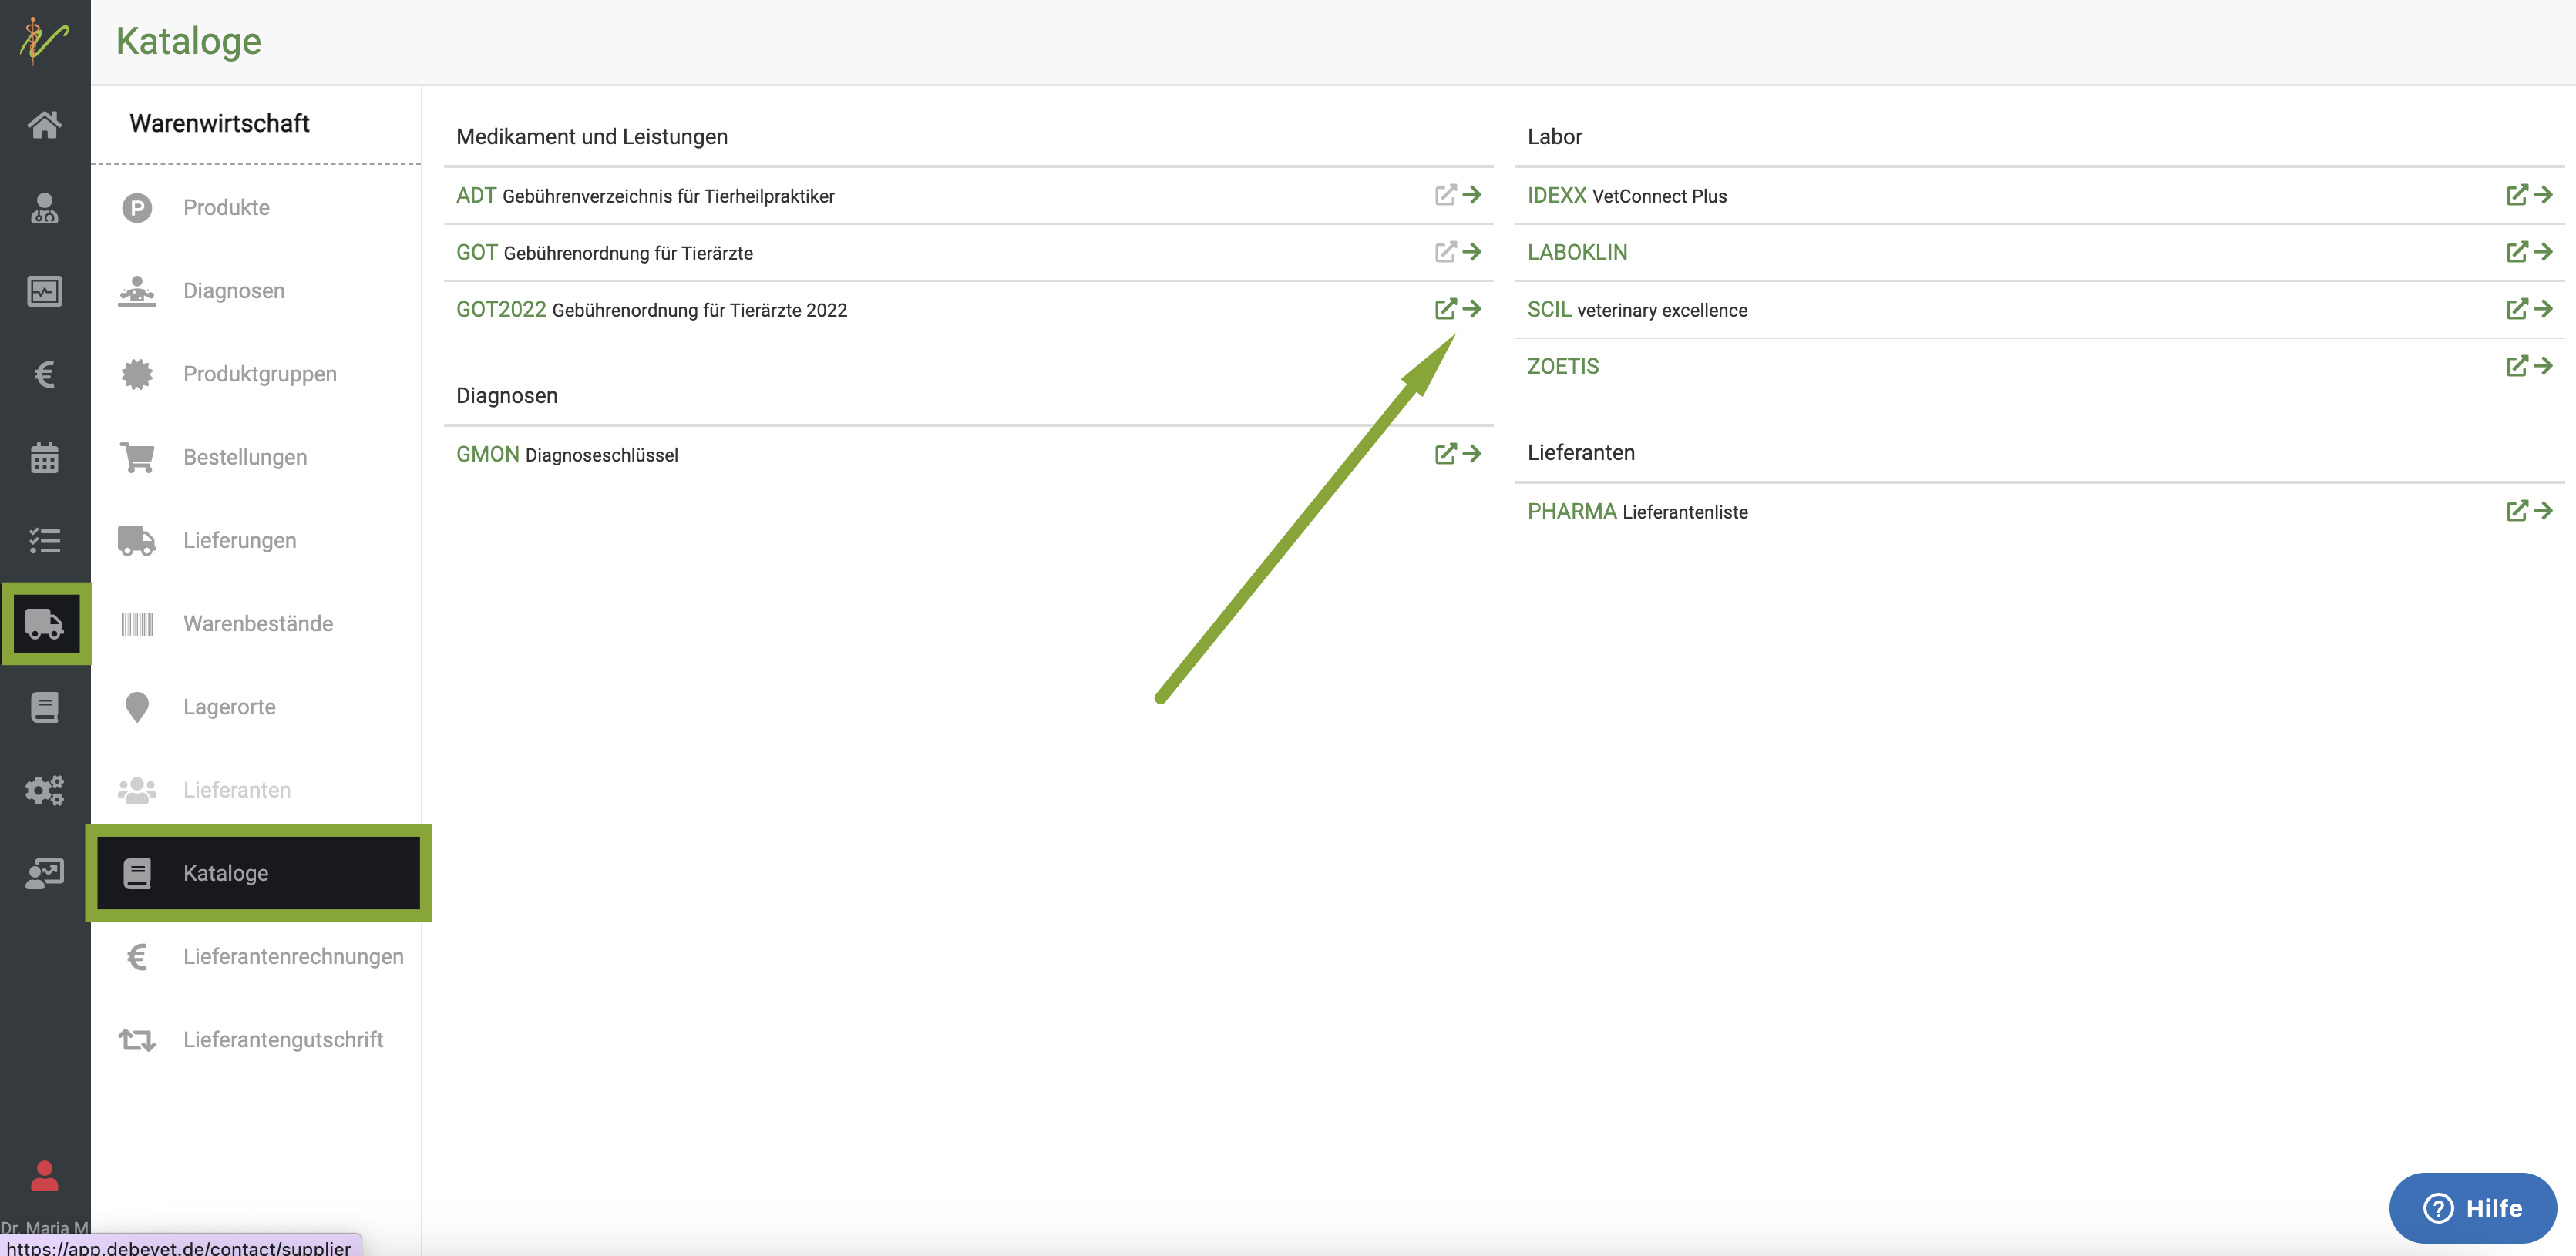 Kataloge
Warenwirtschaft
Produkte
Diagnosen
Produktgruppen
Bestellungen
Lieferungen
Warenbestände
Lagerorte
Lieferanten
Kataloge
Lieferantenrechnungen
Lieferantengutschrift
Medikament und Leistungen
ADT Gebührenverzeichnis für Tierheilpraktiker
GOT Gebührenordnung für Tierärzte
GOT2022 Gebührenordnung für Tierärzte 2022
Diagnosen
GMON Diagnoseschlüssel
Labor
IDEXX VetConnect Plus
LABOKLIN
SCIL veterinary excellence
ZOETIS
Lieferanten
PHARMA Lieferantenliste
Dr. Maria M
https://app.debevet.de/contact/supplier
Hilfe